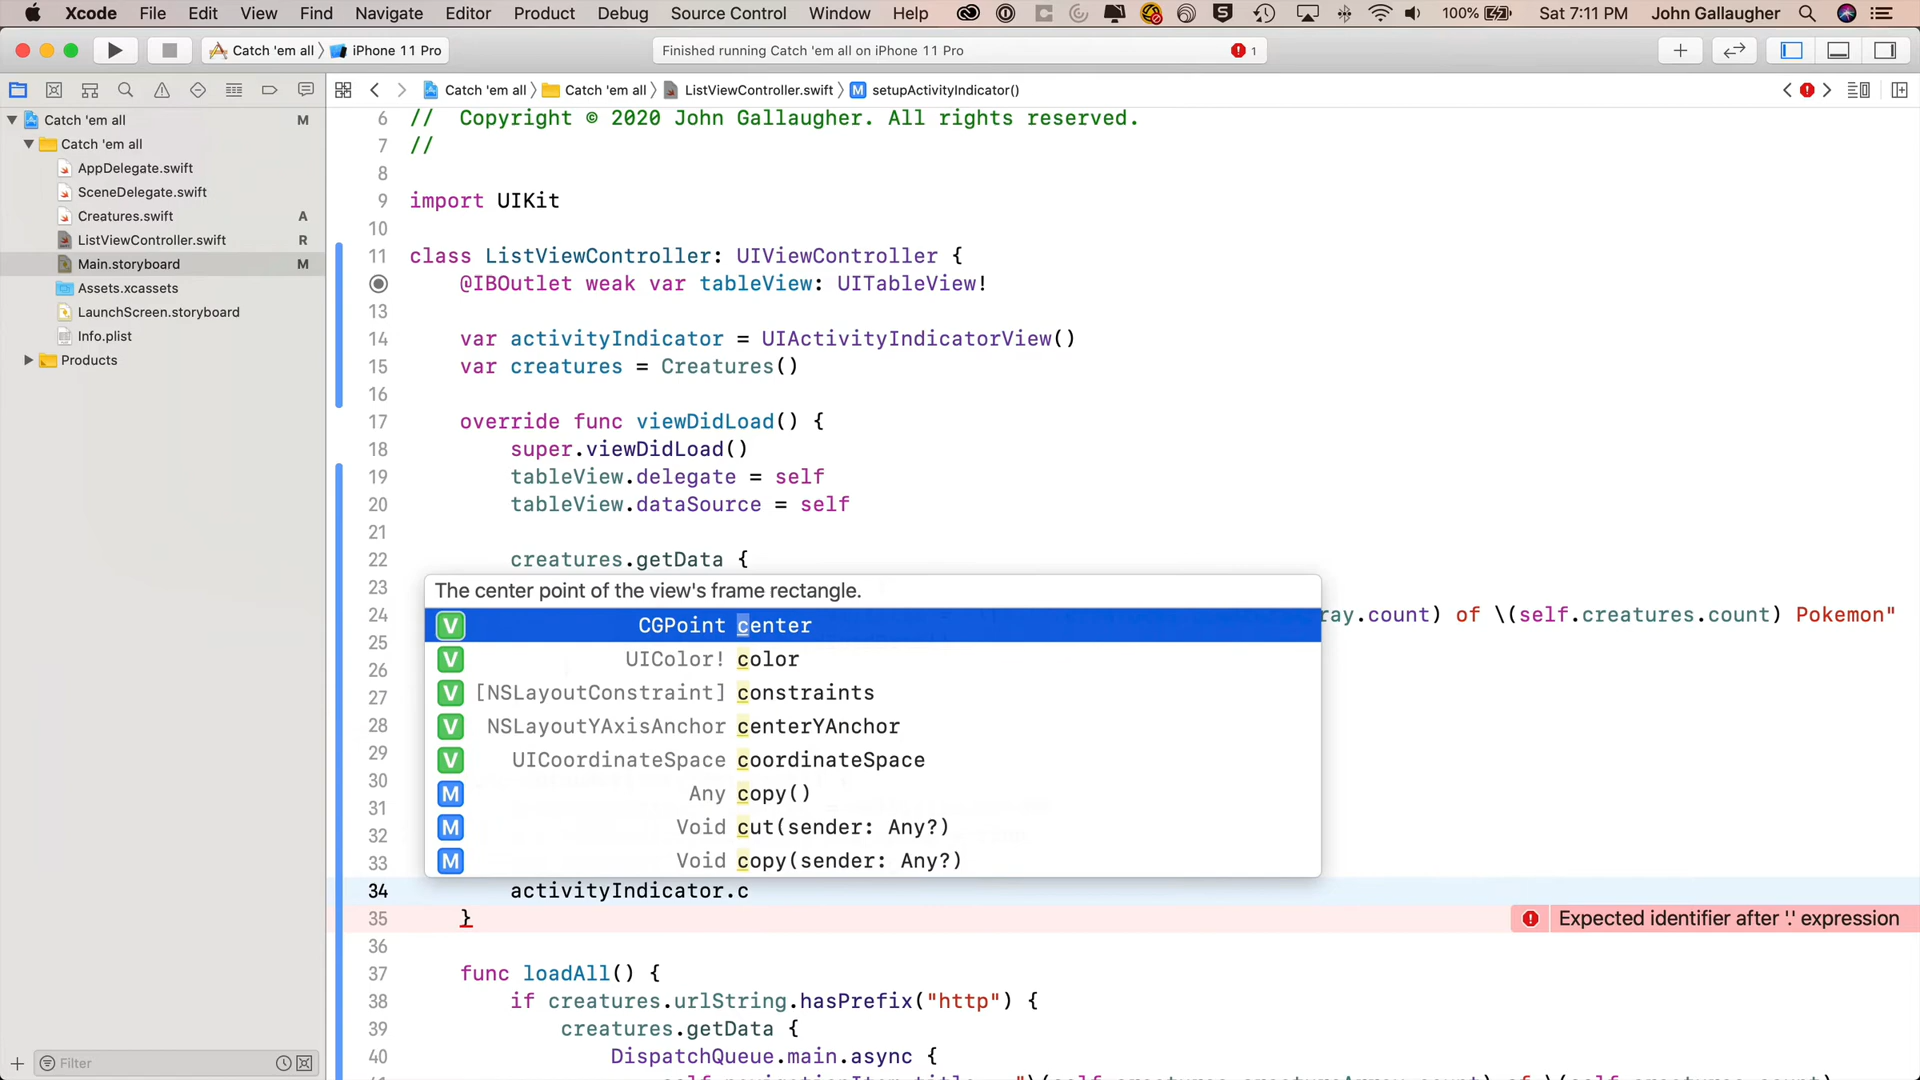 Xcode File Edit View Find Navigate Editor Product Debug Source Control Window Help 100% Sat 7:11 PM John Gallaugher
Catch 'em all iPhone 11 Pro Finished running Catch 'em all on iPhone 11 Pro 1
Catch 'em all Catch 'em all ListViewController.swift M setupActivityIndicator()
Catch 'em all M
Catch 'em all
AppDelegate.swift
SceneDelegate.swift
Creatures.swift A
ListViewController.swift R
Main.storyboard M
Assets.xcassets
LaunchScreen.storyboard
Info.plist
Products
Filter
6 // Copyright © 2020 John Gallaugher. All rights reserved.
7 //
8
9 import UIKit
10
11 class ListViewController: UIViewController {
@IBOutlet weak var tableView: UITableView!
13
14 var activityIndicator = UIActivityIndicatorView()
15 var creatures = Creatures()
16
17 override func viewDidLoad() {
18 super.viewDidLoad()
19 tableView.delegate = self
20 tableView.dataSource = self
21
22 creatures.getData {
23 The center point of the view's frame rectangle.
24 ray.count) of \(self.creatures.count) Pokemon"
V CGPoint center
25
V UIColor! color
26
V [NSLayoutConstraint] constraints
27
V NSLayoutYAxisAnchor centerYAnchor
28
29
V UICoordinateSpace coordinateSpace
30
M Any copy()
31
M Void cut(sender: Any?)
32
33
M Void copy(sender: Any?)
34 activityIndicator.c
35 } Expected identifier after '.' expression
36
37 func loadAll() {
38 if creatures.urlString.hasPrefix("http") {
39 creatures.getData {
40 DispatchQueue.main.async {